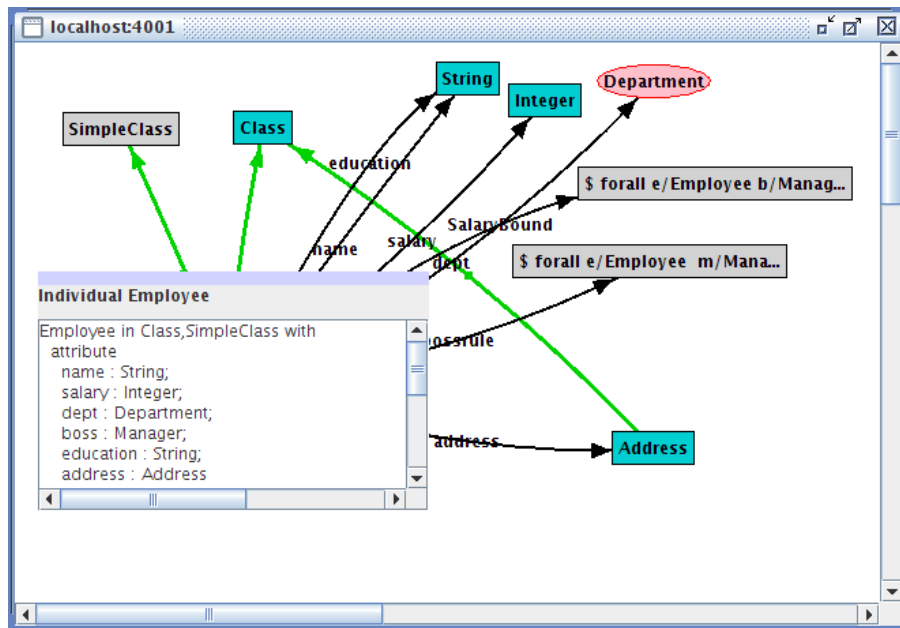 localhost:4001
String
Department
Integer
SimpleClass
Class
education
$ forall e/Employee b/Manag...
SalaryBound
name
salary
dept
$ forall e/Employee m/Mana...
Individual Employee
Employee in Class,SimpleClass with
attribute
name : String;
salary : Integer;
dept : Department;
boss : Manager;
education : String;
address : Address
bossrule
address
Address